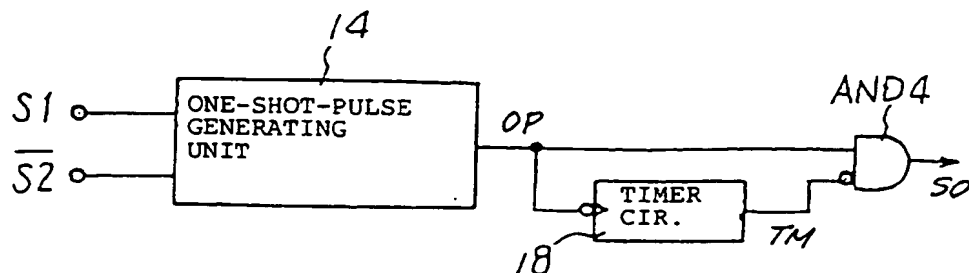 14
S1
S2
ONE-SHOT-PULSE
GENERATING
UNIT
OP
AND4
SO
TIMER
CIR.
TM
18